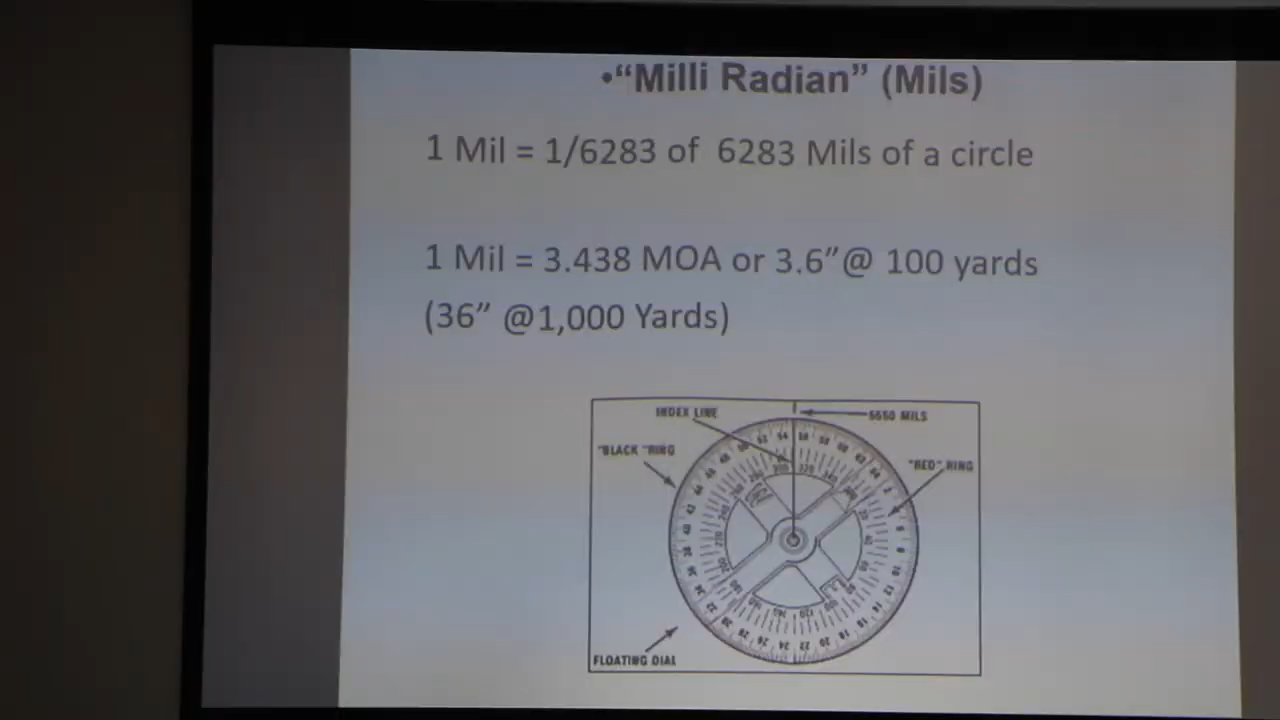 •“Milli Radian” (Mils)
1 Mil = 1/6283 of 6283 Mils of a circle
1 Mil = 3.438 MOA or 3.6”@ 100 yards
(36” @1,000 Yards)
INDEX LINE
5550 MILS
"BLACK "RING
"RED" RING
FLOATING DIAL